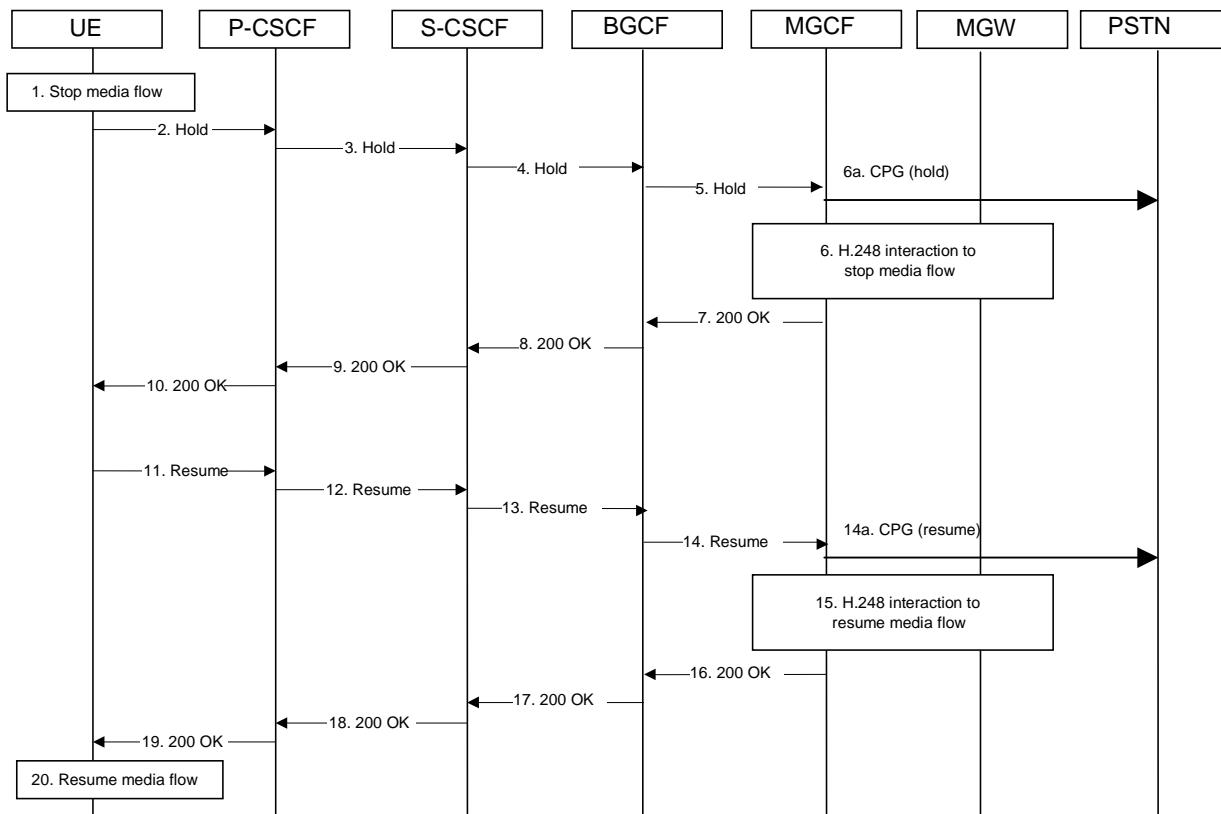 UE
P-CSCF
S-CSCF
BGCF
MGCF
MGW
PSTN
1. Stop media flow
2. Hold
3. Hold
4. Hold
5. Hold
6a. CPG (hold)
6. H.248 interaction to
stop media flow
7. 200 OK
8. 200 OK
9. 200 OK
10. 200 OK
11. Resume
12. Resume
13. Resume
14. Resume
14a. CPG (resume)
15. H.248 interaction to
resume media flow
16. 200 OK
17. 200 OK
18. 200 OK
19. 200 OK
20. Resume media flow